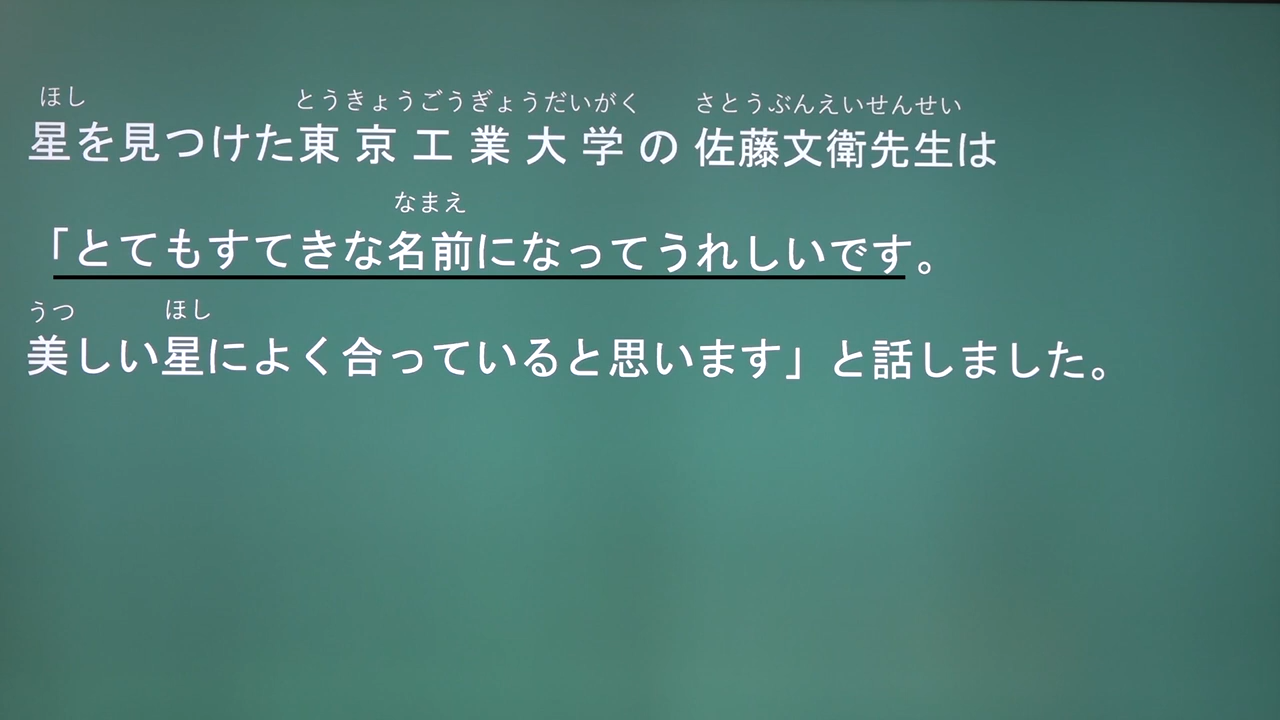 ほし とうきょうごうぎょうだいがく さとうぶんえいせんせい
星を見つけた東京工業大学の佐藤文衛先生は
なまえ
「とてもすてきな名前になってうれしいです。
うつ ほし
美しい星によく合っていると思います」と話しました。